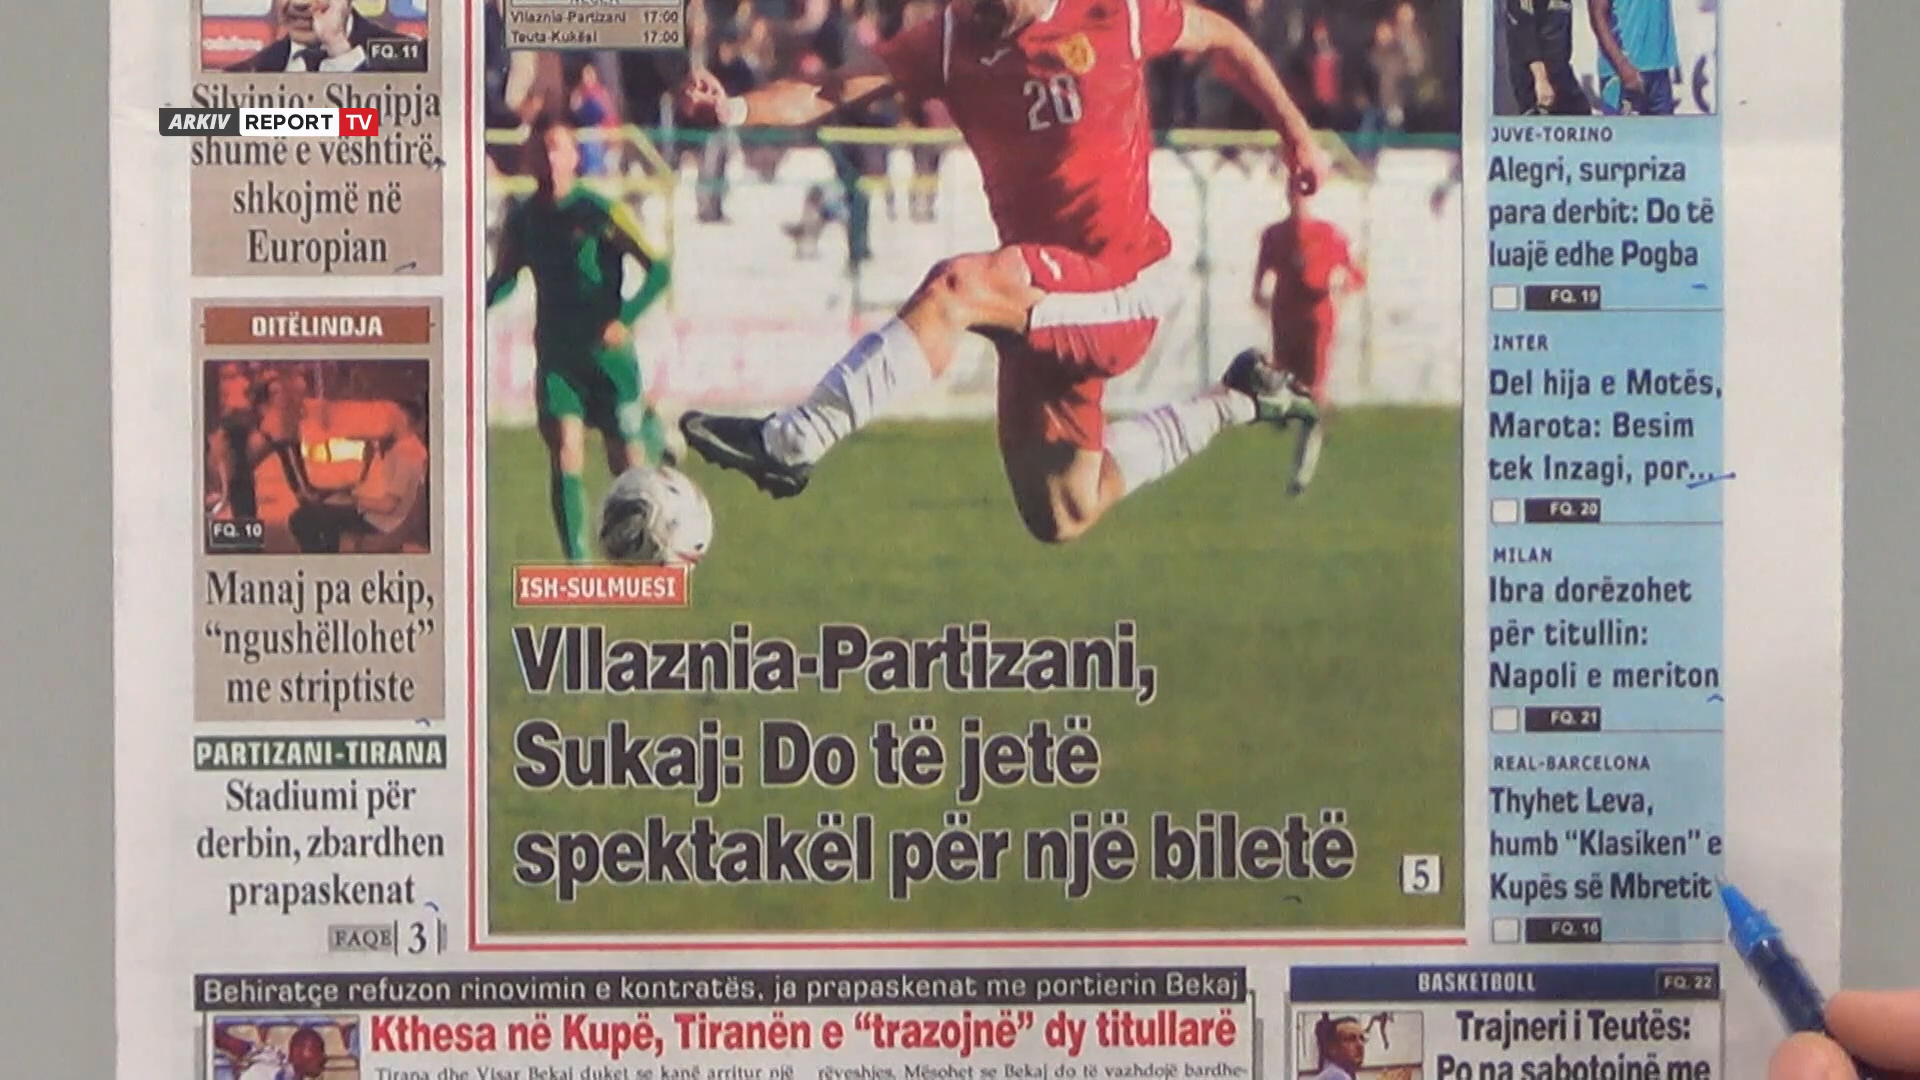 Vllaznia-Partizani 17:00
Teuta-Kukësi 17:00
FQ. 11
Silvinjo: Shqipja
shumë e vështirë,
shkojmë në
Europian
ARKIV REPORT TV
DITËLINDJA
FQ. 10
Manaj pa ekip,
“ngushëllohet”
me striptiste
PARTIZANI-TIRANA
Stadiumi për
derbin, zbardhen
prapaskenat
FAQE 3
20
ISH-SULMUESI
Vllaznia-Partizani,
Sukaj: Do të jetë
spektakël për një biletë
5
JUVE-TORINO
Alegri, surpriza
para derbit: Do të
luajë edhe Pogba
FQ. 19
INTER
Del hija e Motës,
Marota: Besim
tek Inzagi, por...
FQ. 20
MILAN
Ibra dorëzohet
për titullin:
Napoli e meriton
FQ. 21
REAL-BARCELONA
Thyhet Leva,
humb “Klasiken” e
Kupës së Mbretit
FQ. 16
Behiratçe refuzon rinovimin e kontratës, ja prapaskenat me portierin Bekaj
Kthesa në Kupë, Tiranën e “trazojnë” dy titullarë
Tirana dhe Visar Bekaj duket se kanë arritur një
rëveshjes. Mësohet se Bekaj do të vazhdojë bardhe-
BASKETBOLL FQ. 22
Trajneri i Teutës:
Po na sabotojnë me